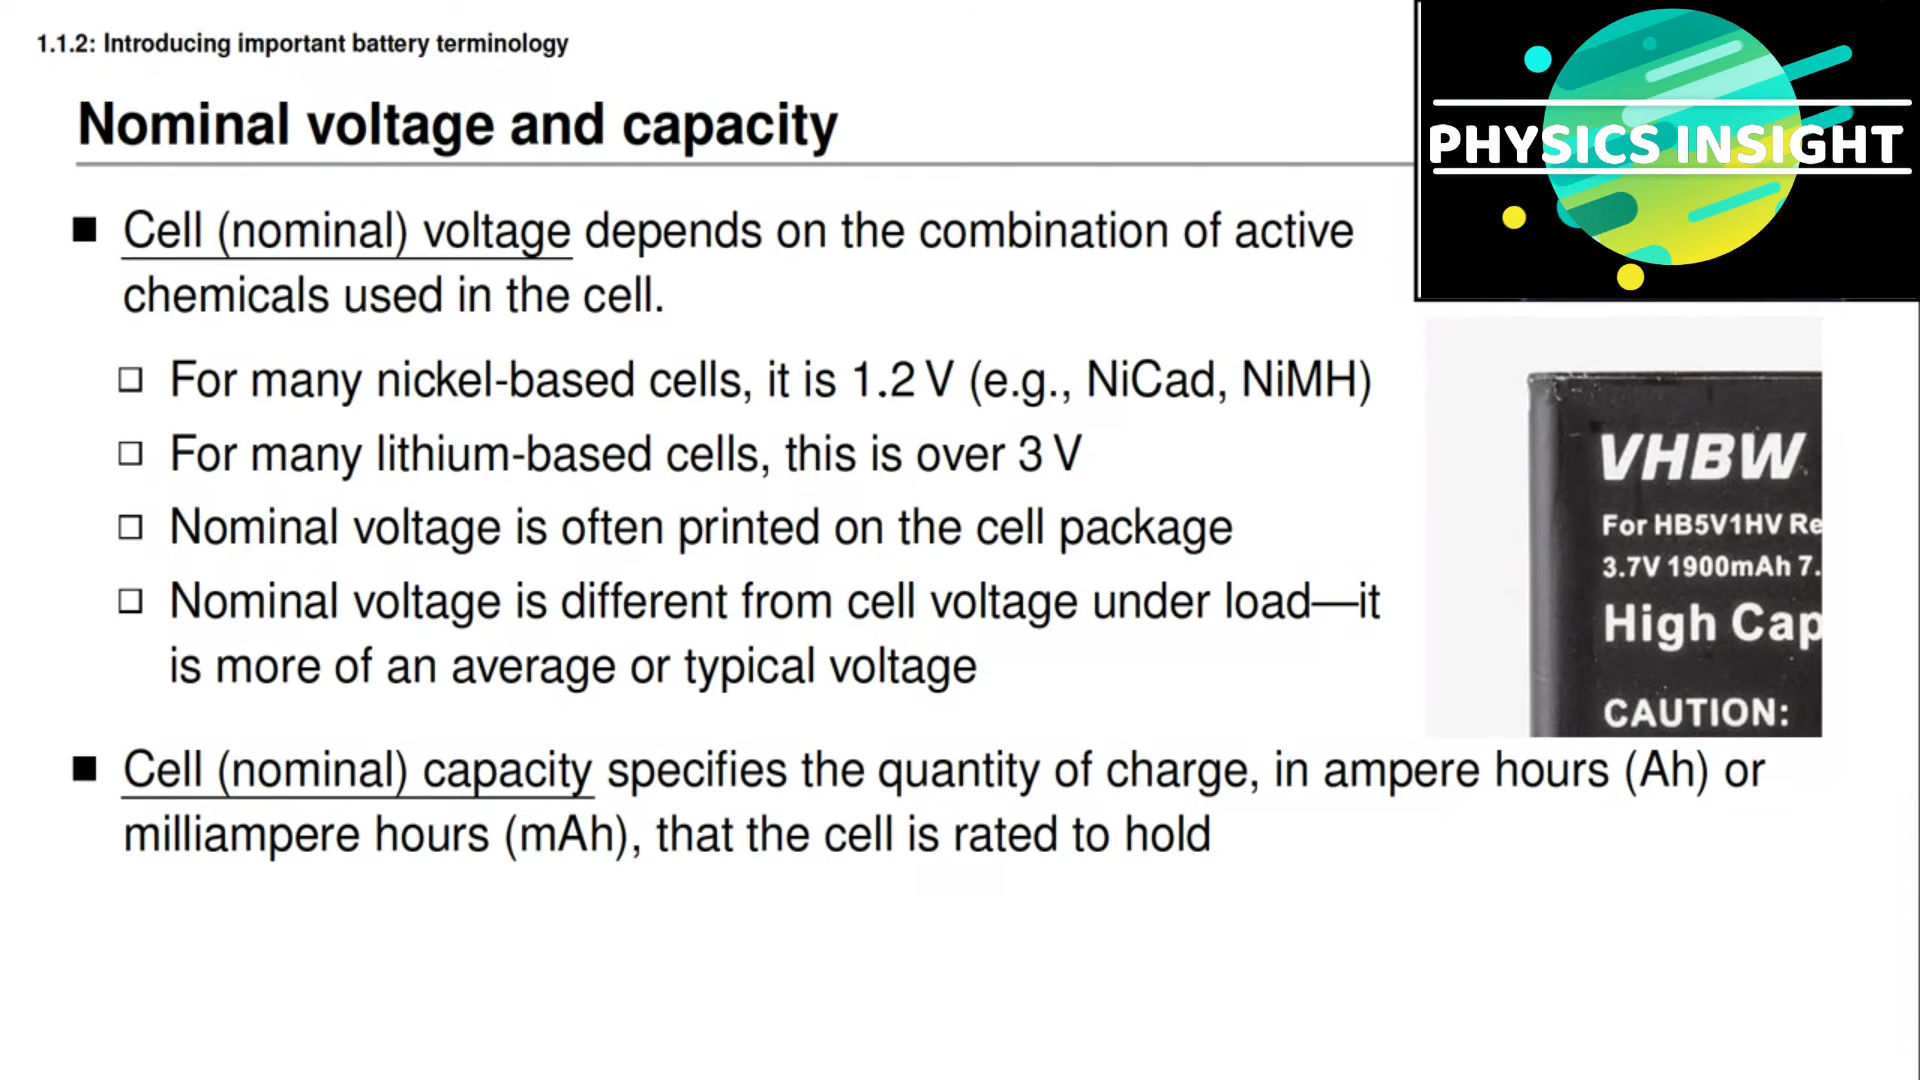 1.1.2: Introducing important battery terminology
PHYSICS INSIGHT
Nominal voltage and capacity
■ Cell (nominal) voltage depends on the combination of active
chemicals used in the cell.
□ For many nickel-based cells, it is 1.2 V (e.g., NiCad, NiMH)
□ For many lithium-based cells, this is over 3 V
□ Nominal voltage is often printed on the cell package
□ Nominal voltage is different from cell voltage under load—it
is more of an average or typical voltage
VHBW
For HB5V1HV Re
3.7V 1900mAh 7.
High Cap
CAUTION:
■ Cell (nominal) capacity specifies the quantity of charge, in ampere hours (Ah) or
milliampere hours (mAh), that the cell is rated to hold